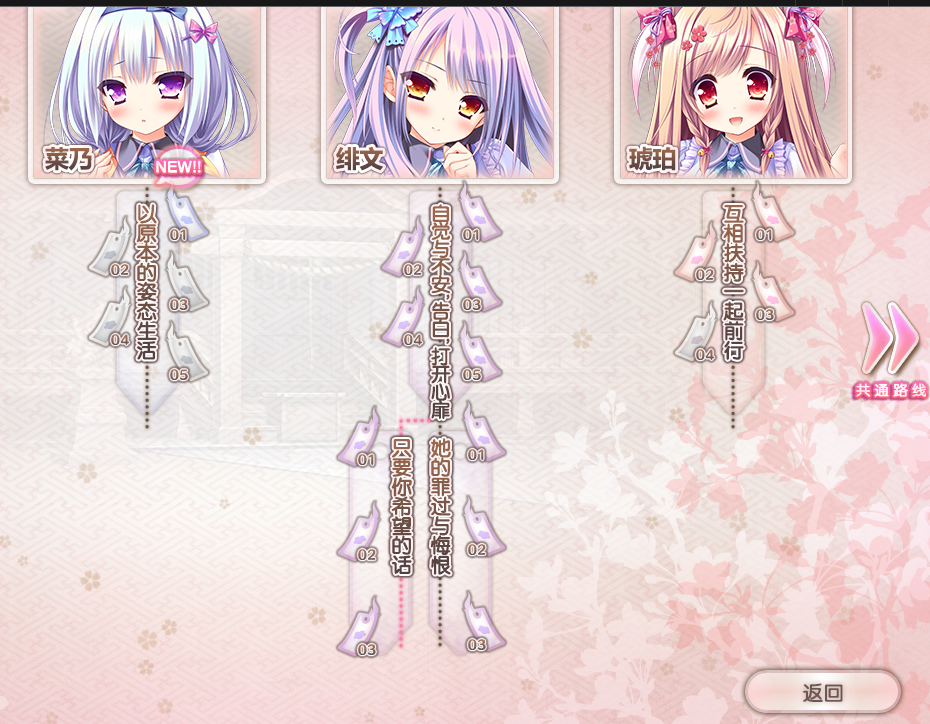 菜乃
NEW!!
绯文
琥珀
以原本的姿态生活
01
02
03
04
05
自觉与不安 告白 打开心扉
01
02
03
04
05
只要你希望的话
01
02
03
她的罪过与悔恨
01
02
03
互相扶持一起前行
01
02
03
04
共通路线
返回